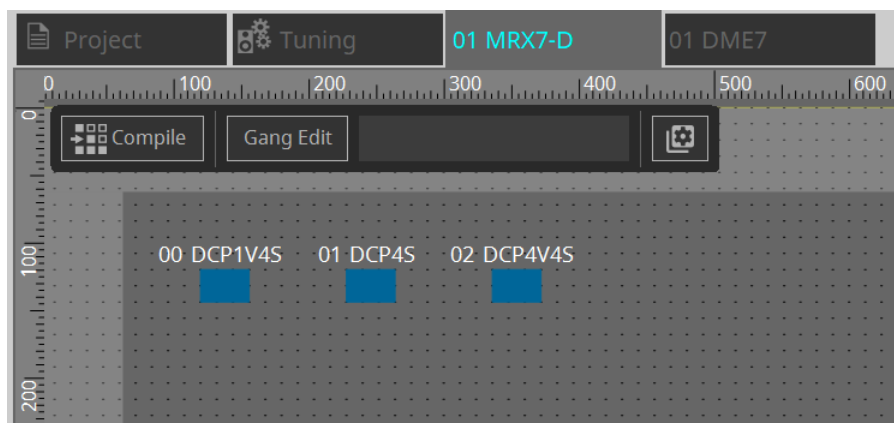 Project Tuning 01 MRX7-D 01 DME7
0 100 200 300 400 500 600
0
Compile Gang Edit
100
00 DCP1V4S 01 DCP4S 02 DCP4V4S
200